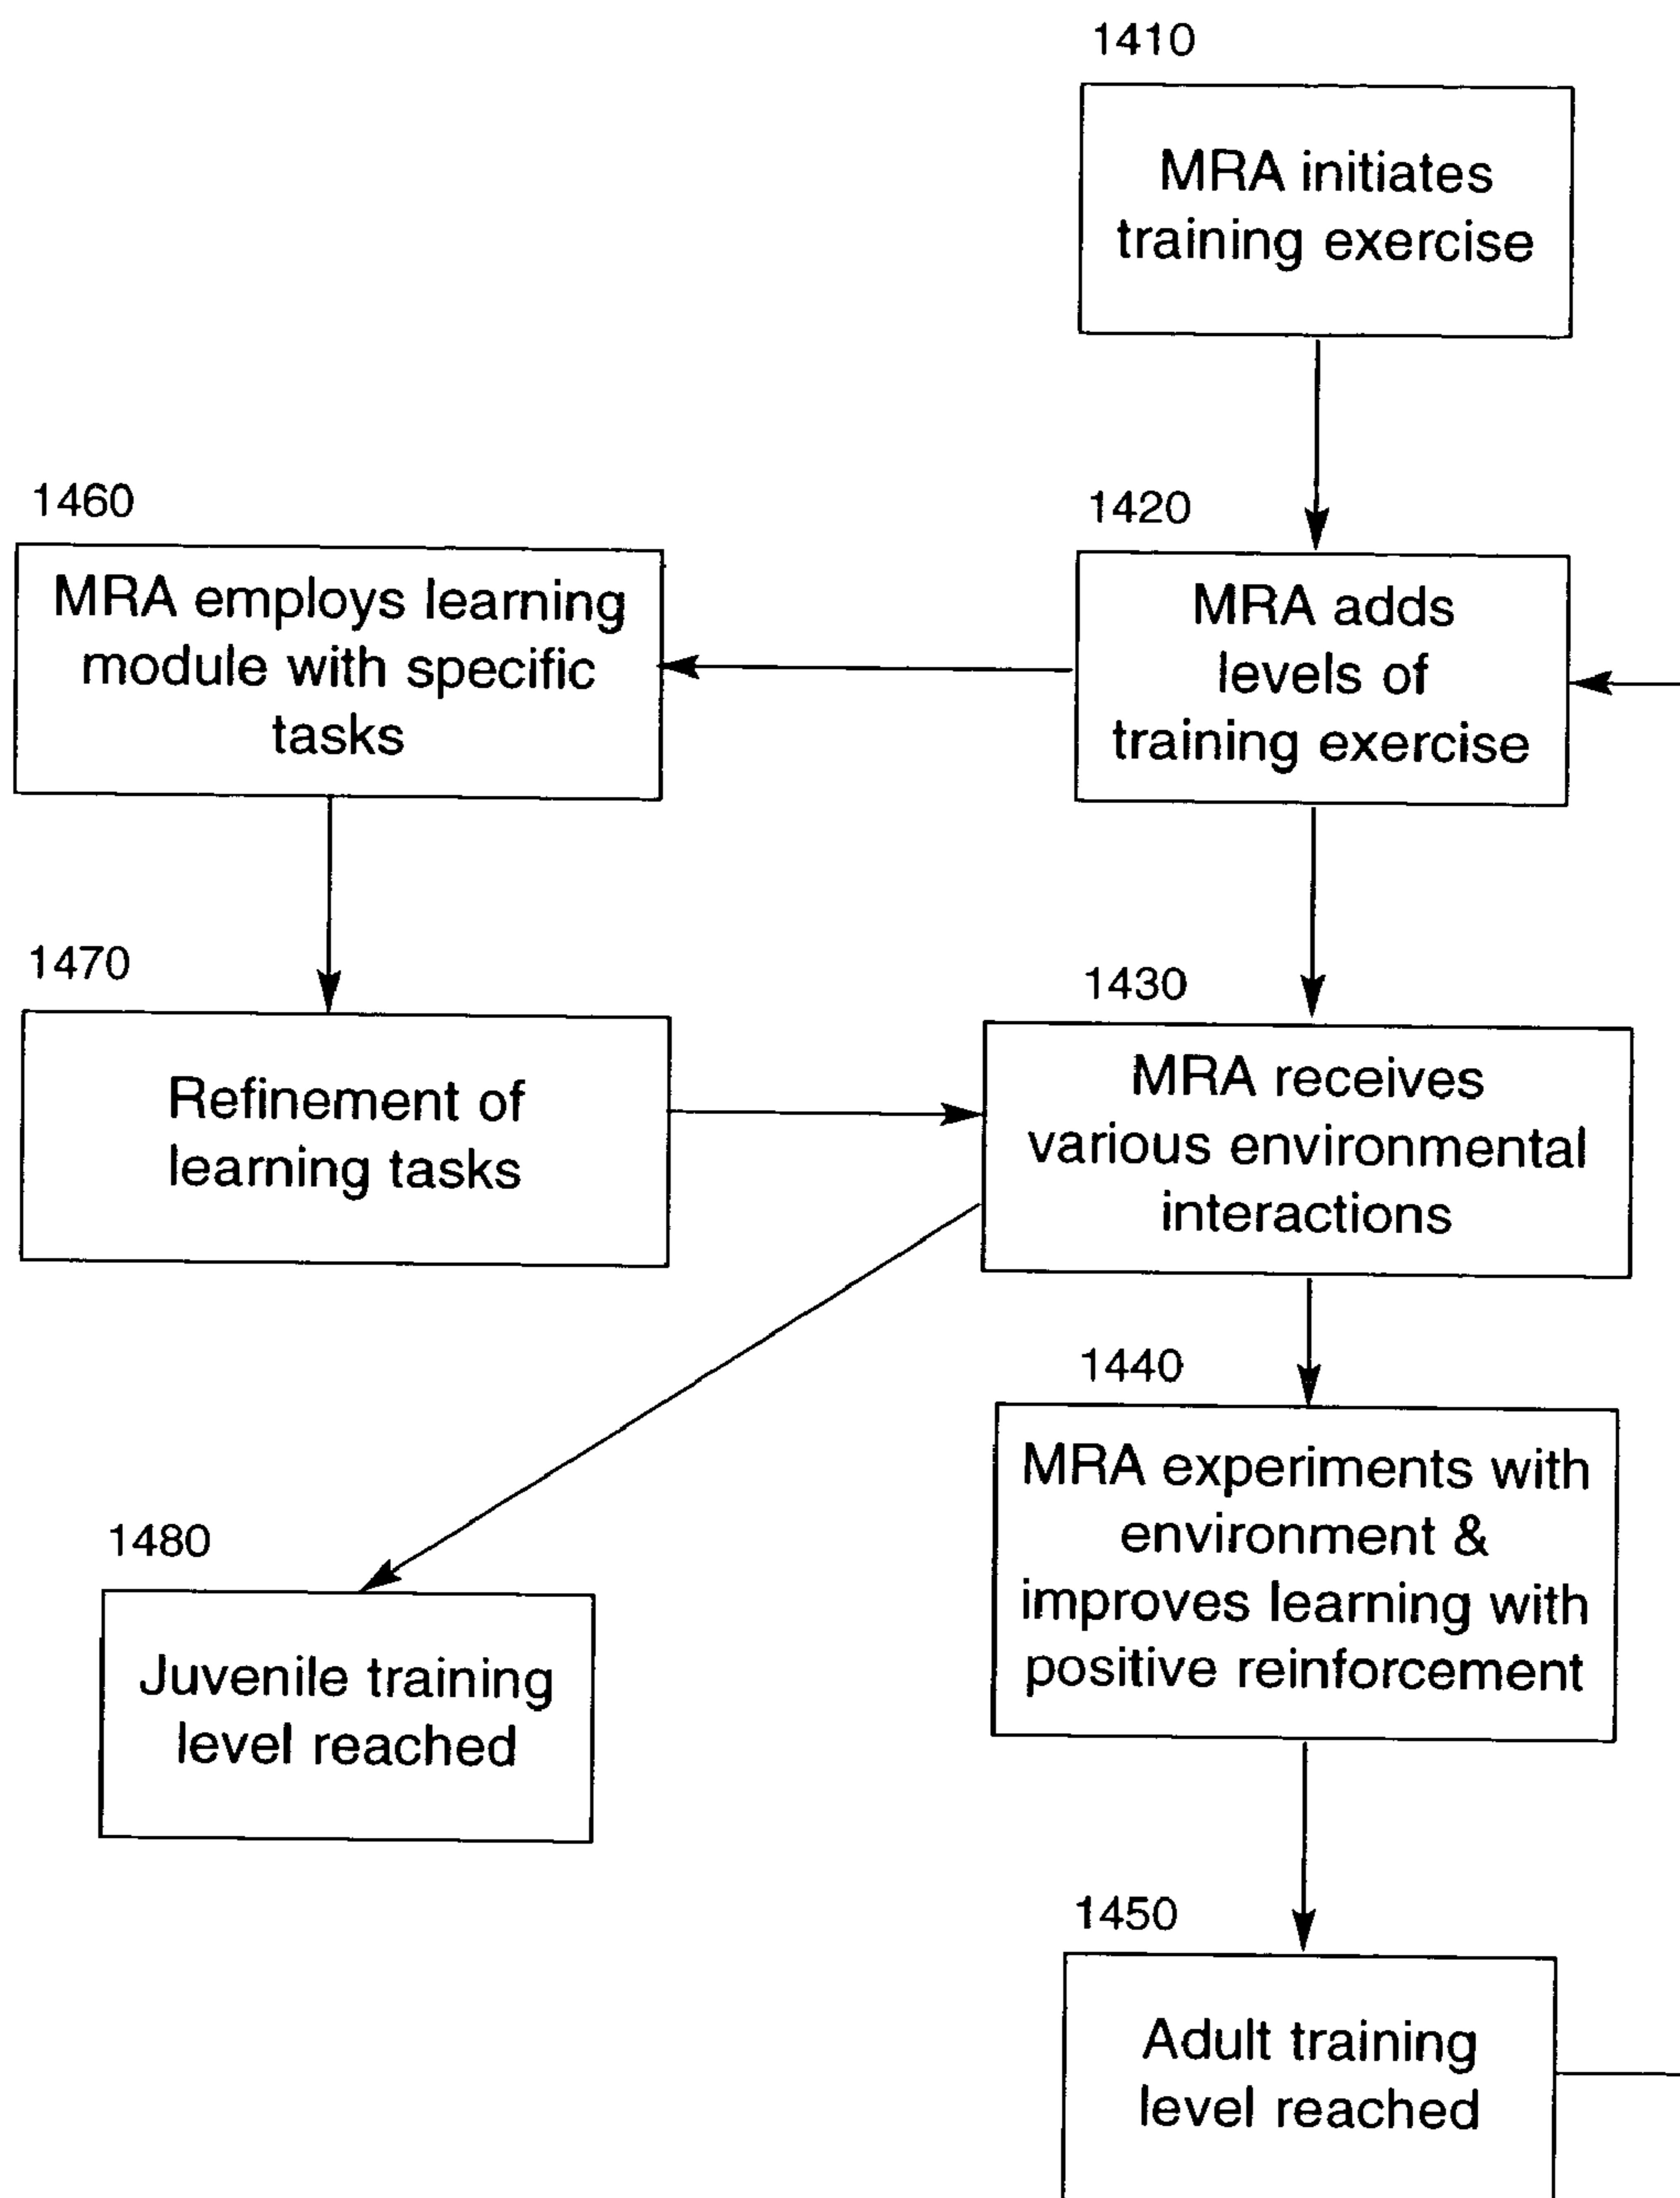 1410
MRA initiates
training exercise
1460
MRA employs learning
module with specific
tasks
1420
MRA adds
levels of
training exercise
1470
Refinement of
learning tasks
1430
MRA receives
various environmental
interactions
1440
MRA experiments with
environment &
improves learning with
positive reinforcement
1480
Juvenile training
level reached
1450
Adult training
level reached